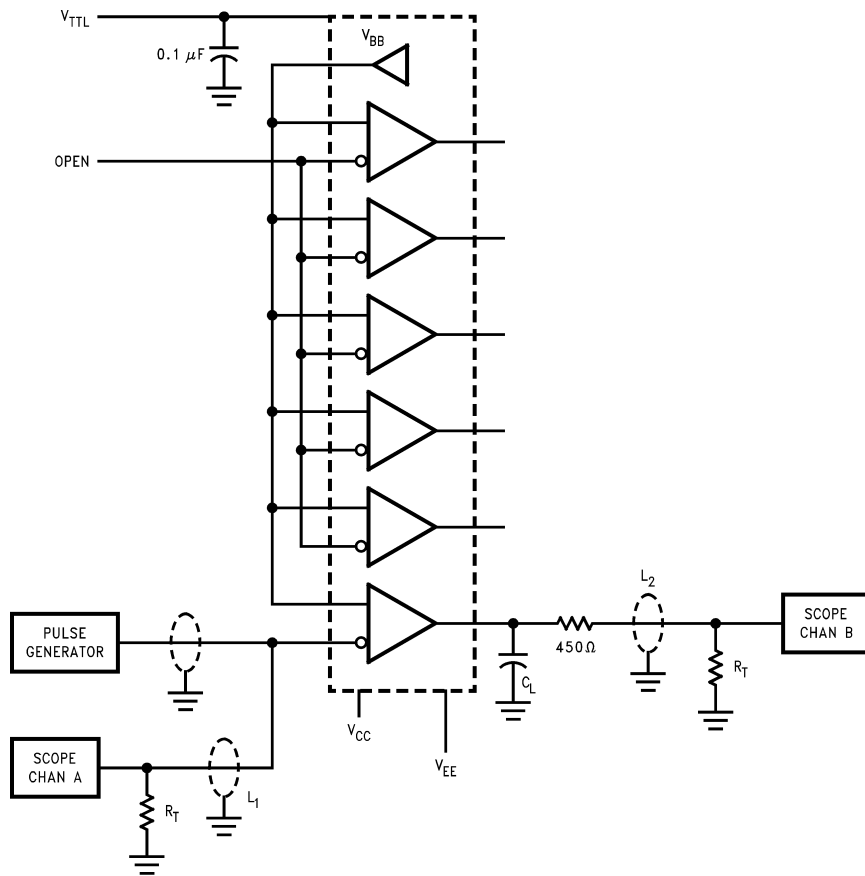 V_TTL
0.1 μF
V_BB
OPEN
L_2
PULSE
GENERATOR
SCOPE
CHAN B
450Ω
C_L
R_T
V_CC
V_EE
SCOPE
CHAN A
R_T
L_1